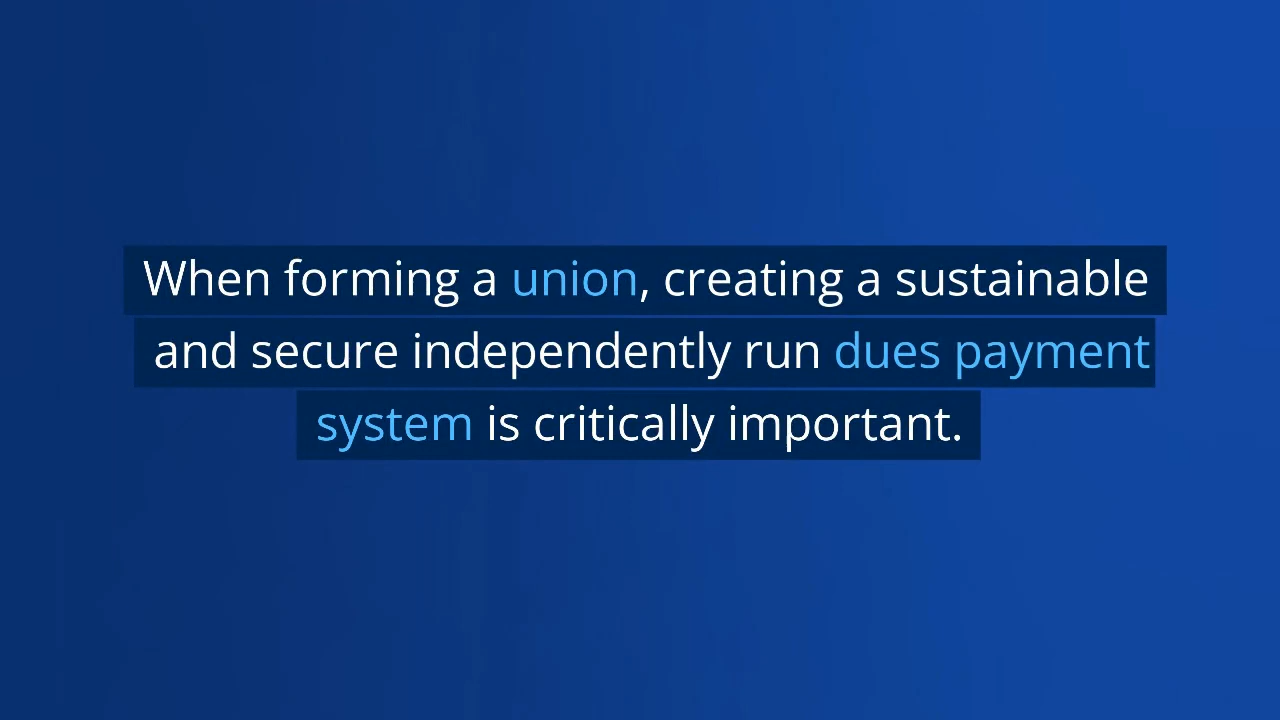 When forming a union, creating a sustainable
and secure independently run dues payment
system is critically important.